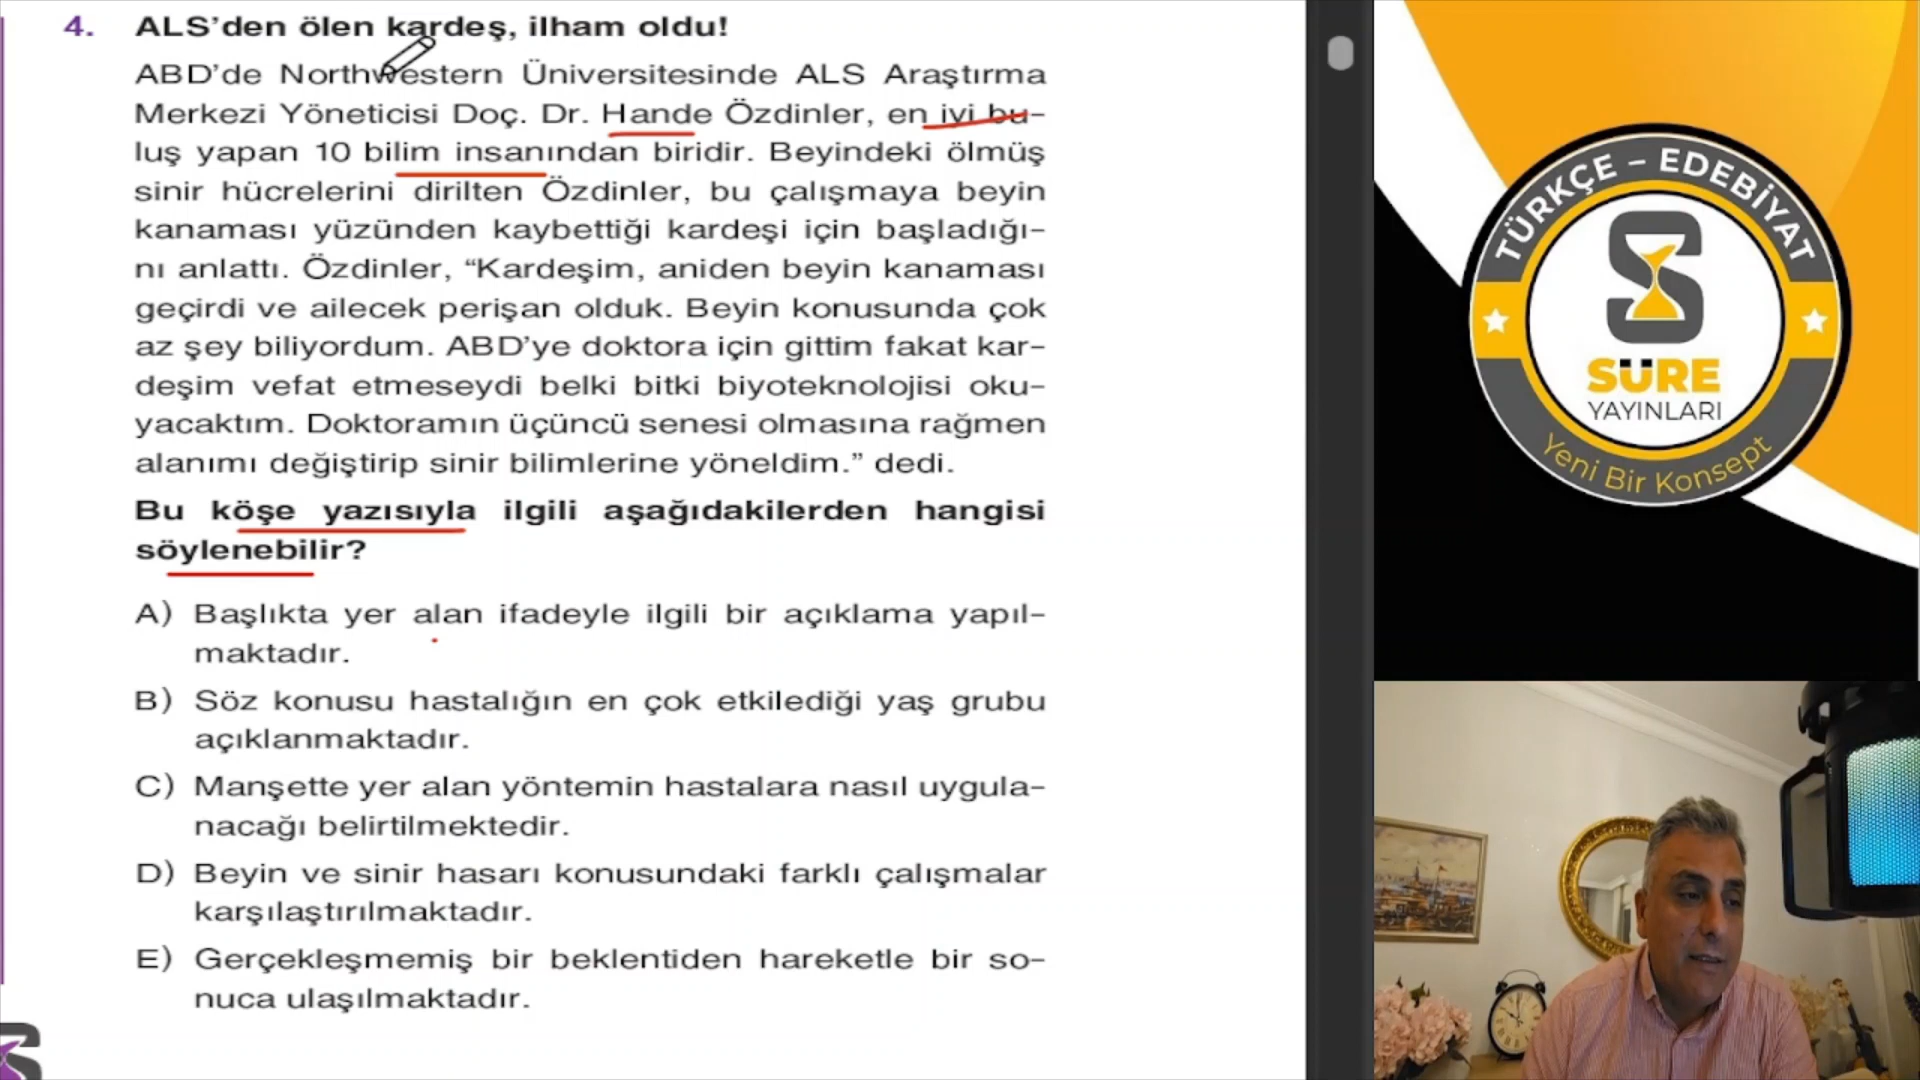 4. ALS’den ölen kardeş, ilham oldu!
ABD’de Northwestern Üniversitesinde ALS Araştırma
Merkezi Yöneticisi Doç. Dr. Hande Özdinler, en iyi bu-
luş yapan 10 bilim insanından biridir. Beyindeki ölmüş
sinir hücrelerini dirilten Özdinler, bu çalışmaya beyin
kanaması yüzünden kaybettiği kardeşi için başladığı-
nı anlattı. Özdinler, “Kardeşim, aniden beyin kanaması
geçirdi ve ailecek perişan olduk. Beyin konusunda çok
az şey biliyordum. ABD’ye doktora için gittim fakat kar-
deşim vefat etmeseydi belki bitki biyoteknolojisi oku-
yacaktım. Doktoramın üçüncü senesi olmasına rağmen
alanımı değiştirip sinir bilimlerine yöneldim.” dedi.
Bu köşe yazısıyla ilgili aşağıdakilerden hangisi
söylenebilir?
A) Başlıkta yer alan ifadeyle ilgili bir açıklama yapıl-
maktadır.
B) Söz konusu hastalığın en çok etkilediği yaş grubu
açıklanmaktadır.
C) Manşette yer alan yöntemin hastalara nasıl uygula-
nacağı belirtilmektedir.
D) Beyin ve sinir hasarı konusundaki farklı çalışmalar
karşılaştırılmaktadır.
E) Gerçekleşmemiş bir beklentiden hareketle bir so-
nuca ulaşılmaktadır.
TÜRKÇE – EDEBİYAT
SÜRE
YAYINLARI
Yeni Bir Konsept